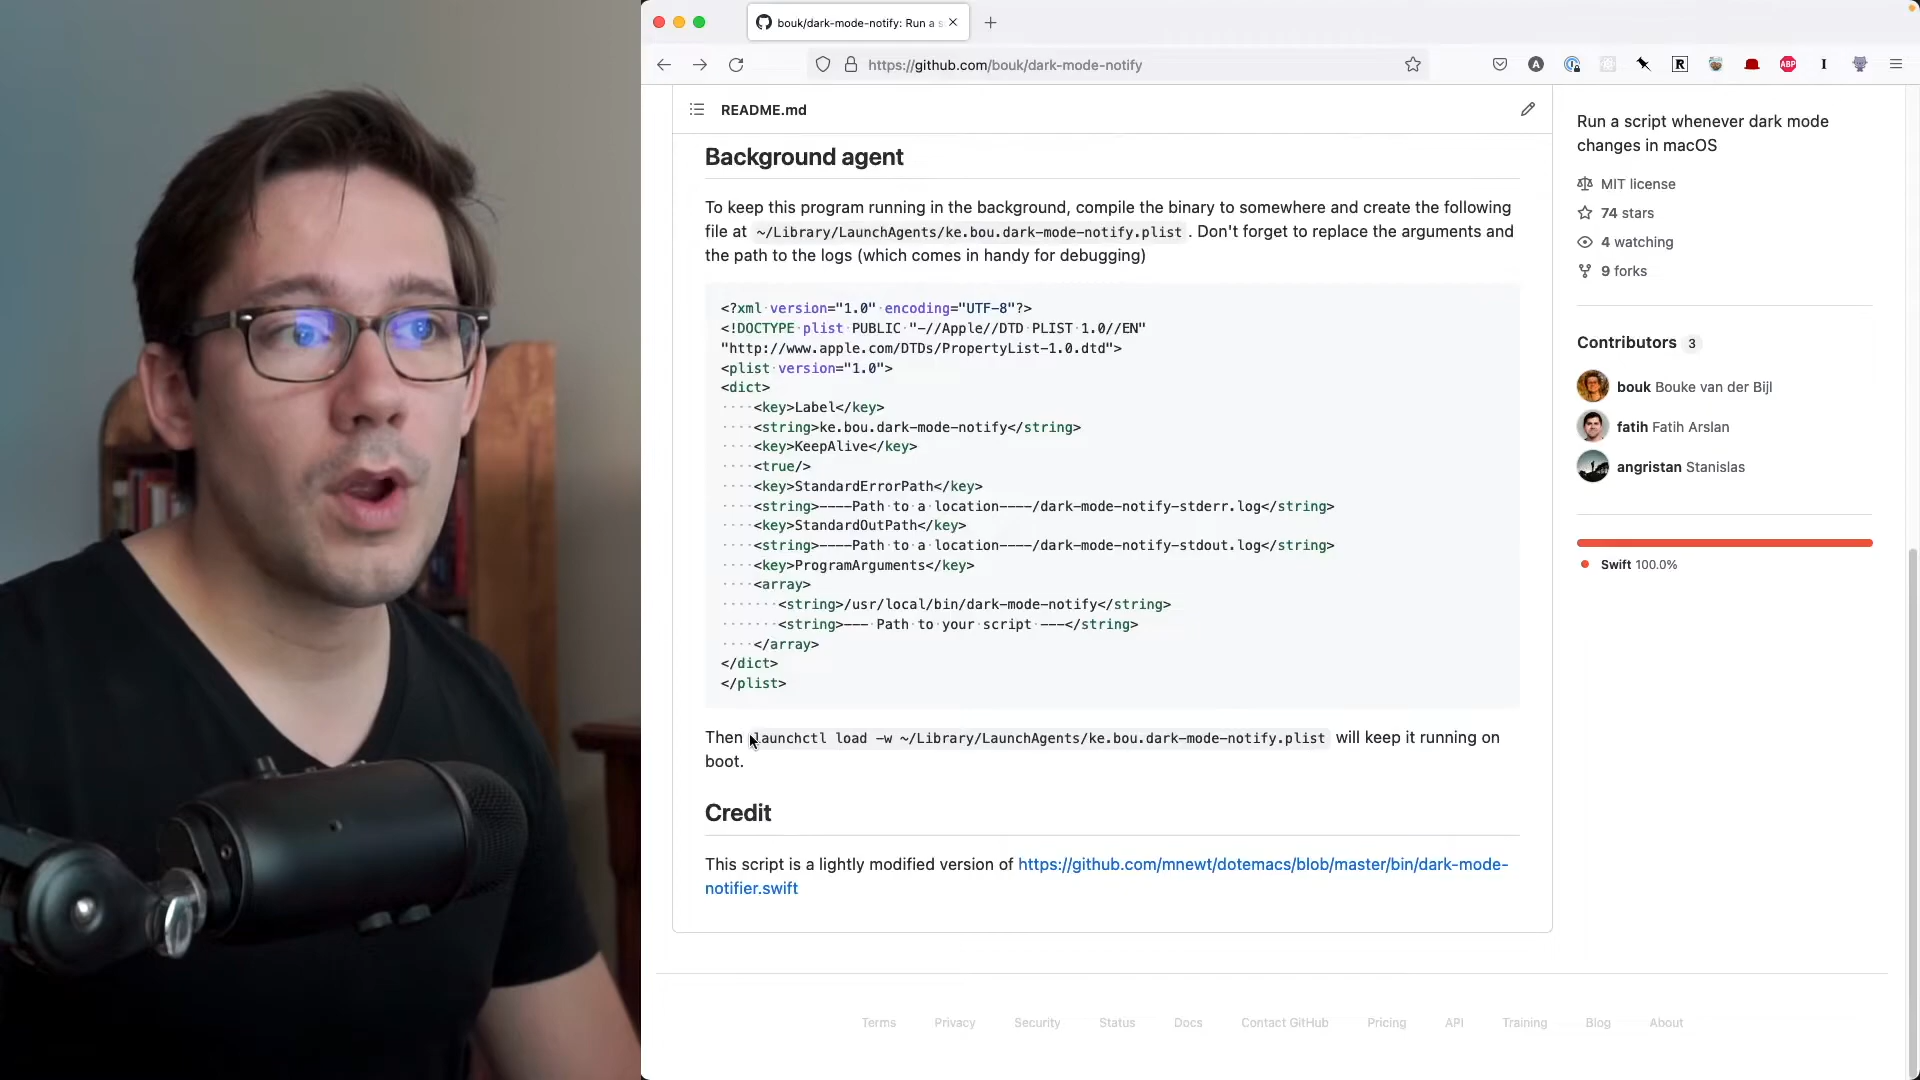 bouk/dark-mode-notify: Run a s
https://github.com/bouk/dark-mode-notify
A
R
ABP
I
README.md
Background agent
To keep this program running in the background, compile the binary to somewhere and create the following
file at ~/Library/LaunchAgents/ke.bou.dark-mode-notify.plist . Don't forget to replace the arguments and
the path to the logs (which comes in handy for debugging)
<?xml·version="1.0"·encoding="UTF-8"?>
<!DOCTYPE·plist·PUBLIC·"-//Apple//DTD·PLIST·1.0//EN"
"http://www.apple.com/DTDs/PropertyList-1.0.dtd">
<plist·version="1.0">
<dict>
····<key>Label</key>
····<string>ke.bou.dark-mode-notify</string>
····<key>KeepAlive</key>
····<true/>
····<key>StandardErrorPath</key>
····<string>----Path·to·a·location----/dark-mode-notify-stderr.log</string>
····<key>StandardOutPath</key>
····<string>----Path·to·a·location----/dark-mode-notify-stdout.log</string>
····<key>ProgramArguments</key>
····<array>
·······<string>/usr/local/bin/dark-mode-notify</string>
·······<string>---·Path·to·your·script·---</string>
····</array>
</dict>
</plist>
Then launchctl load -w ~/Library/LaunchAgents/ke.bou.dark-mode-notify.plist will keep it running on
boot.
Credit
This script is a lightly modified version of https://github.com/mnewt/dotemacs/blob/master/bin/dark-mode-
notifier.swift
Run a script whenever dark mode
changes in macOS
MIT license
74 stars
4 watching
9 forks
Contributors 3
bouk Bouke van der Bijl
fatih Fatih Arslan
angristan Stanislas
Swift 100.0%
Terms Privacy Security Status Docs Contact GitHub Pricing API Training Blog About